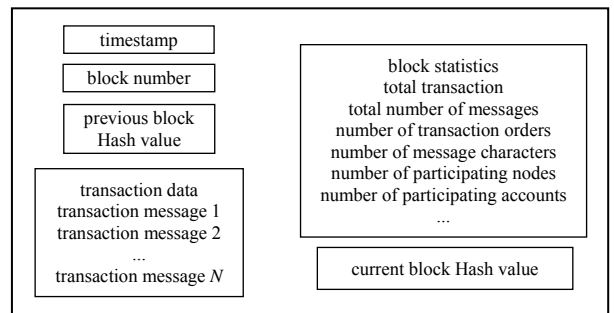 timestamp
block number
previous block
Hash value
transaction data
transaction message 1
transaction message 2
...
transaction message N
block statistics
total transaction
total number of messages
number of transaction orders
number of message characters
number of participating nodes
number of participating accounts
...
current block Hash value